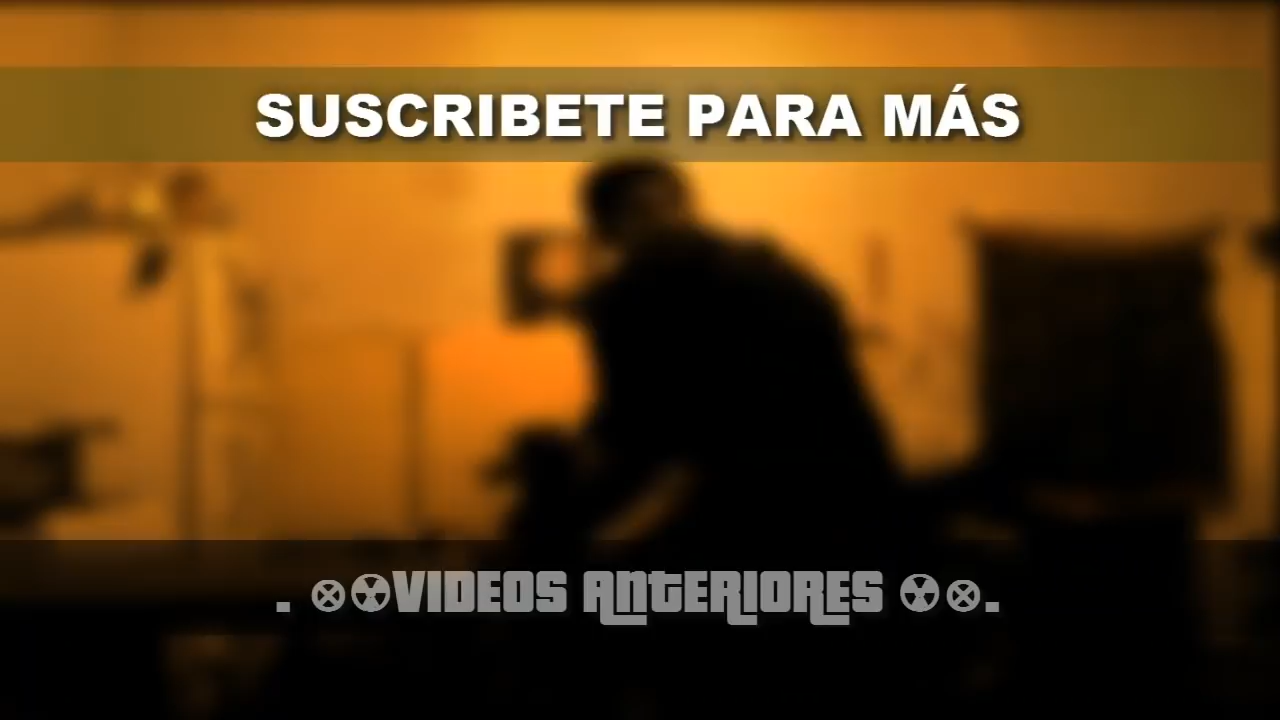 SUSCRIBETE PARA MÁS
. ⊗☢VIDEOS ANTERIORES ☢⊗.